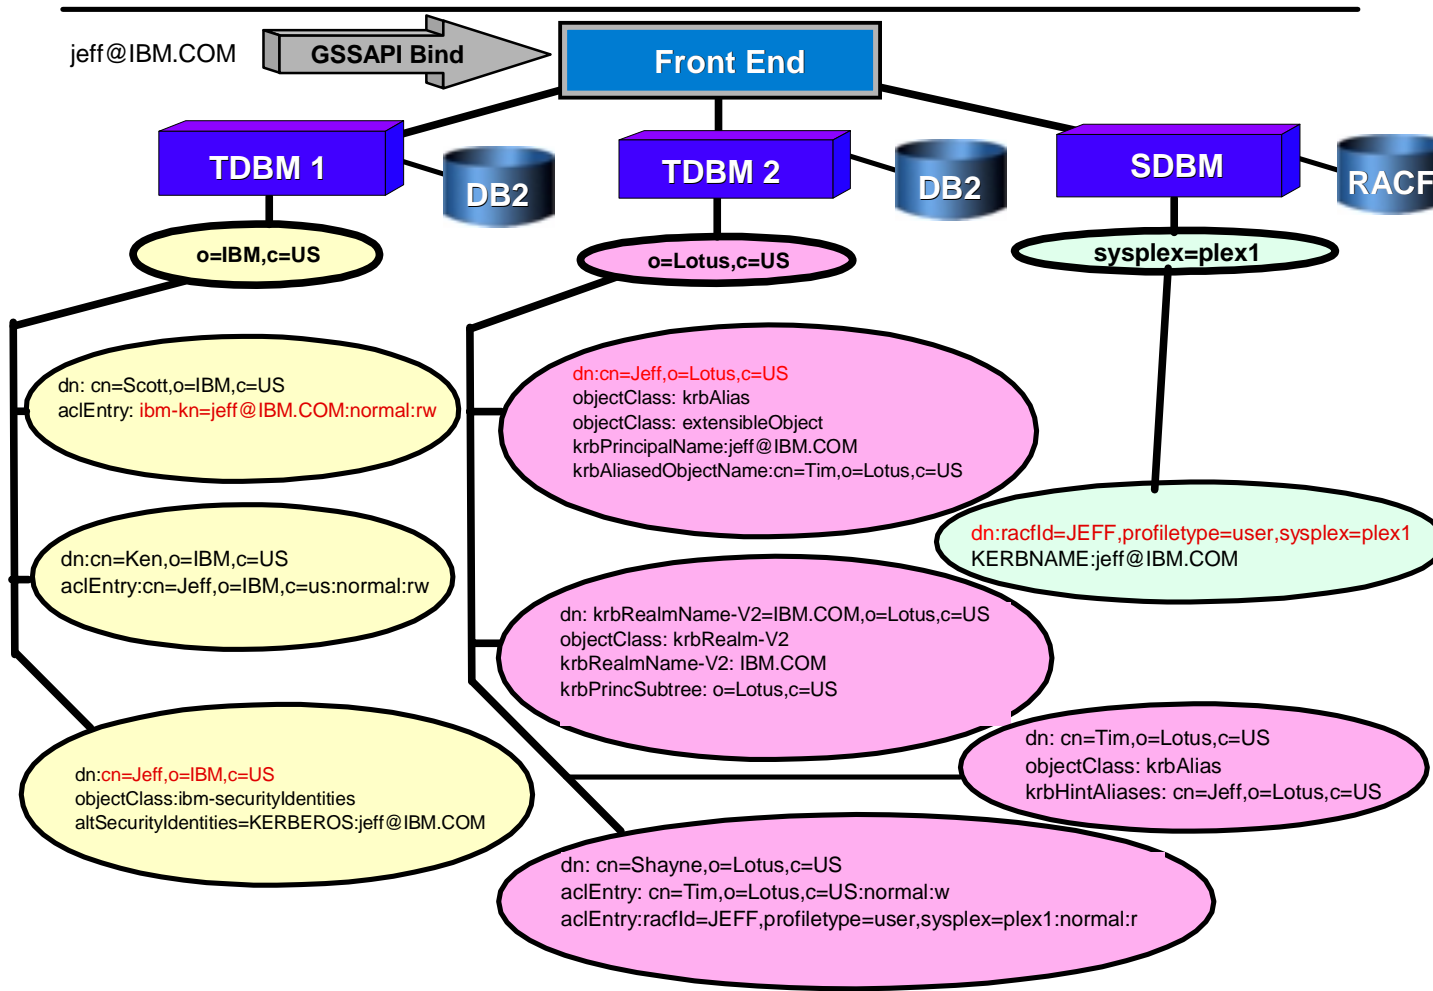 jeff@IBM.COM
GSSAPI Bind
Front End
TDBM 1
DB2
TDBM 2
DB2
SDBM
RACF
o=IBM,c=US
o=Lotus,c=US
sysplex=plex1
dn: cn=Scott,o=IBM,c=US
aclEntry: ibm-kn=jeff@IBM.COM:normal:rw
dn:cn=Ken,o=IBM,c=US
aclEntry:cn=Jeff,o=IBM,c=us:normal:rw
dn:cn=Jeff,o=IBM,c=US
objectClass:ibm-securityIdentities
altSecurityIdentities=KERBEROS:jeff@IBM.COM
dn:cn=Jeff,o=Lotus,c=US
objectClass: krbAlias
objectClass: extensibleObject
krbPrincipalName:jeff@IBM.COM
krbAliasedObjectName:cn=Tim,o=Lotus,c=US
dn: krbRealmName-V2=IBM.COM,o=Lotus,c=US
objectClass: krbRealm-V2
krbRealmName-V2: IBM.COM
krbPrincSubtree: o=Lotus,c=US
dn: cn=Tim,o=Lotus,c=US
objectClass: krbAlias
krbHintAliases: cn=Jeff,o=Lotus,c=US
dn: cn=Shayne,o=Lotus,c=US
aclEntry: cn=Tim,o=Lotus,c=US:normal:w
aclEntry:racfId=JEFF,profiletype=user,sysplex=plex1:normal:r
dn:racfId=JEFF,profiletype=user,sysplex=plex1
KERBNAME:jeff@IBM.COM